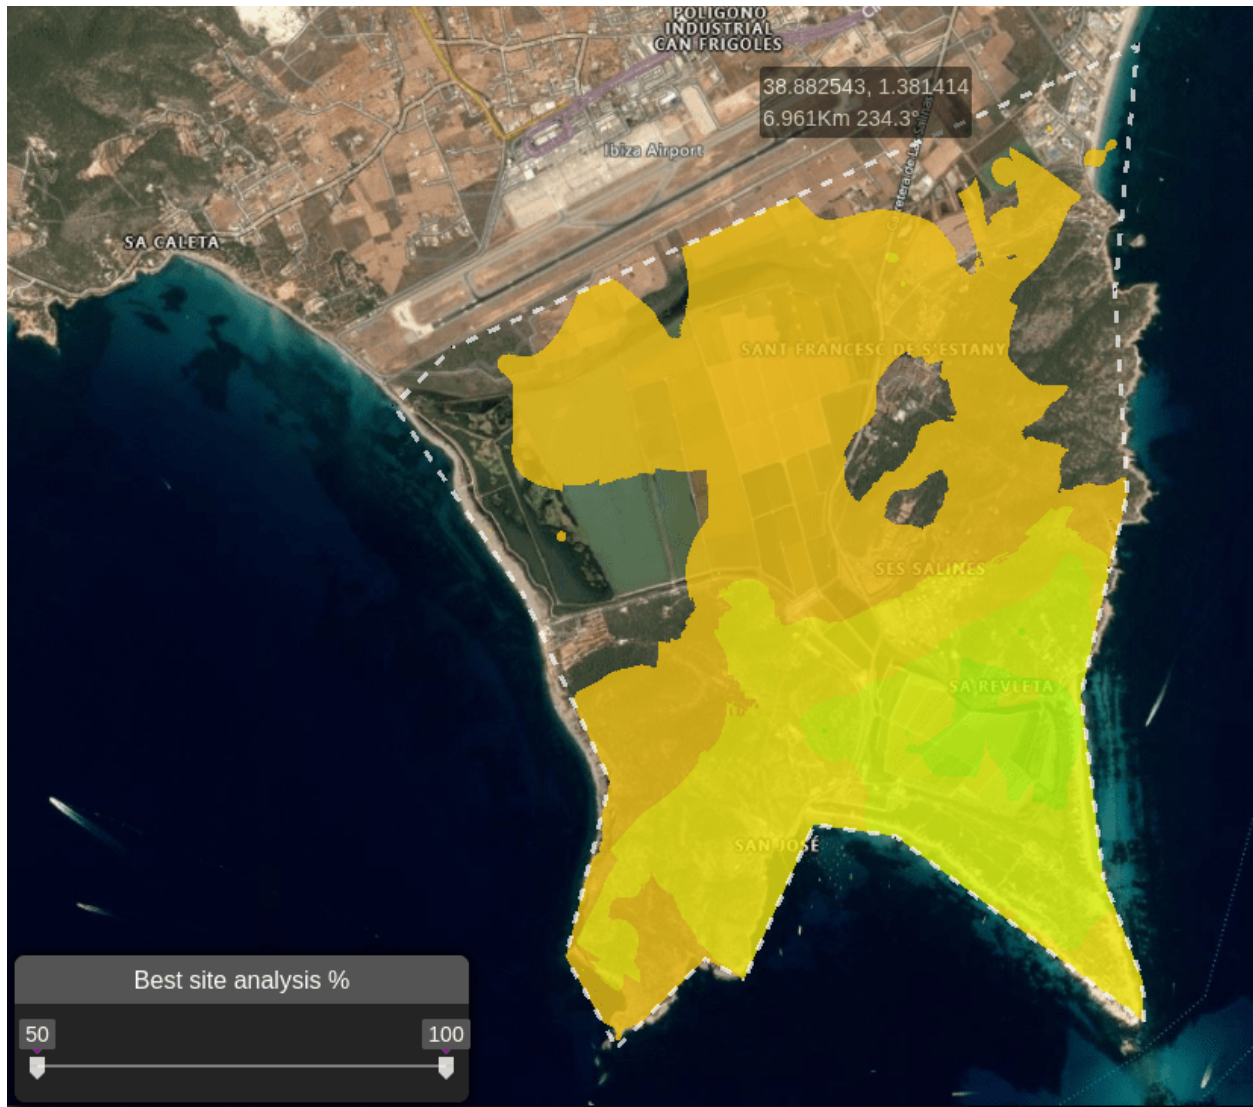 POLIGONO
INDUSTRIAL
CAN FRIGOLES
38.882543, 1.381414
6.961Km 234.3°
Ibiza Airport
SA CALETA
SANT FRANCESC DE S'ESTANY
SES SALINES
SA REVLETA
SAN JOSÉ
Best site analysis %
50
100